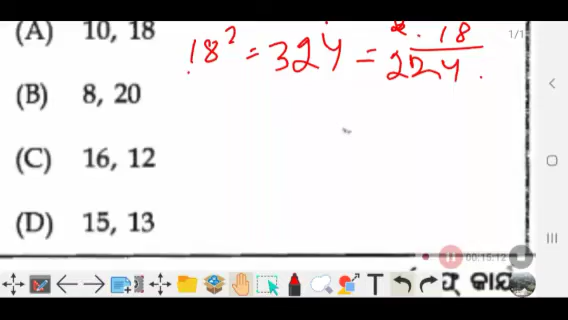 (A) 10, 18
18² = 324 = 2. 18
224.
1/1
(B) 8, 20
(C) 16, 12
(D) 15, 13
00:15:12
T